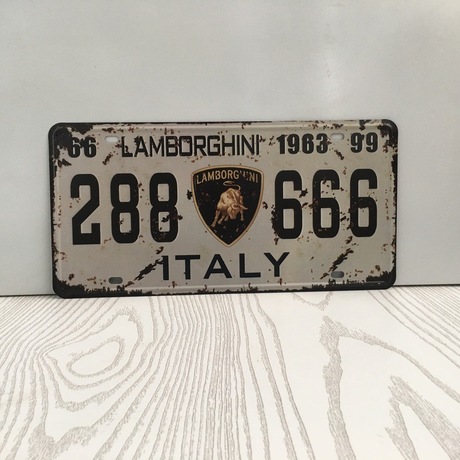 66 LAMBORGHINI 1963 99
LAMBORGHINI
288 666
ITALY